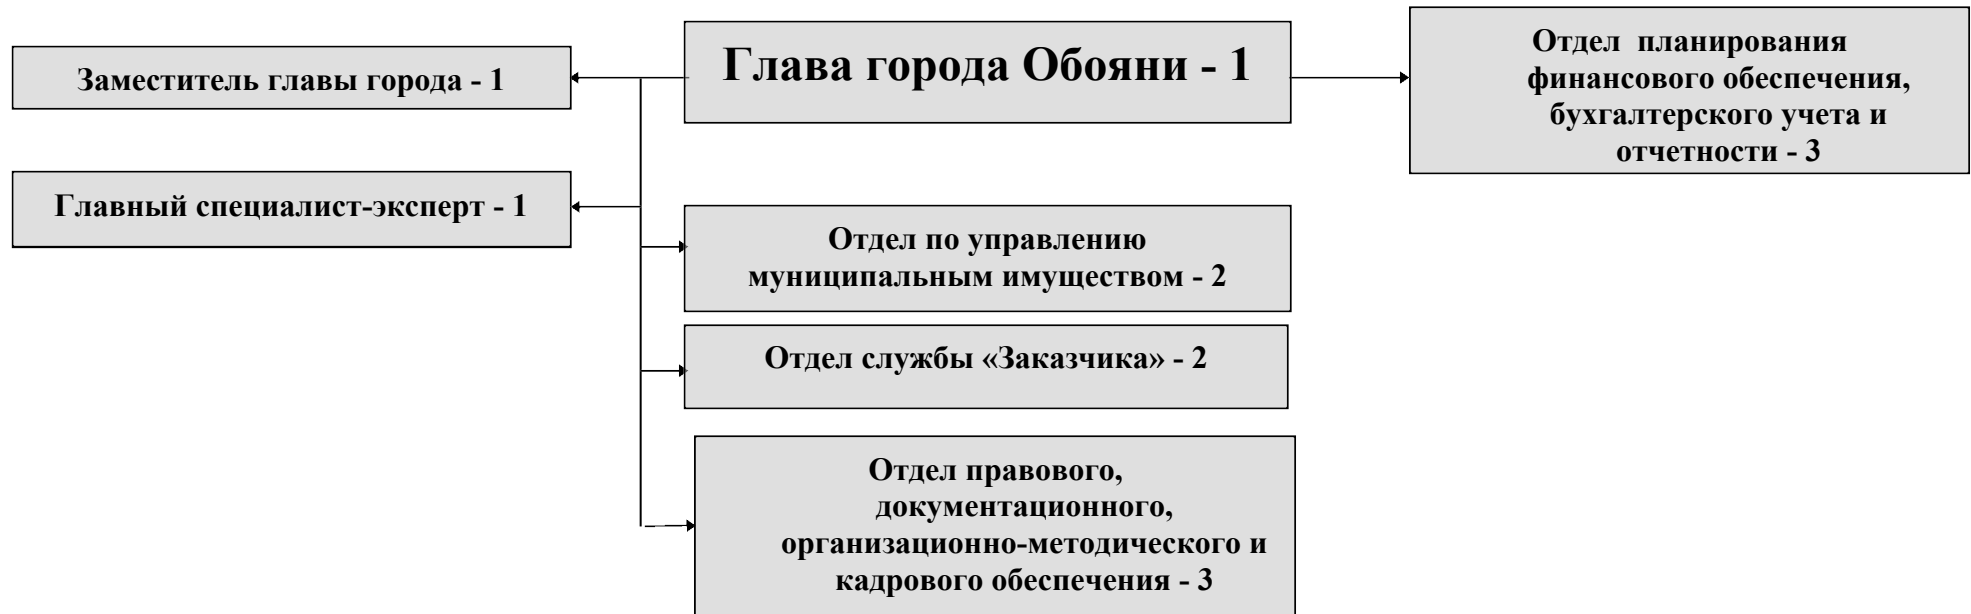 Глава города Обояни - 1
Заместитель главы города - 1
Отдел планирования
финансового обеспечения,
бухгалтерского учета и
отчетности - 3
Главный специалист-эксперт - 1
Отдел по управлению
муниципальным имуществом - 2
Отдел службы «Заказчика» - 2
Отдел правового,
документационного,
организационно-методического и
кадрового обеспечения - 3